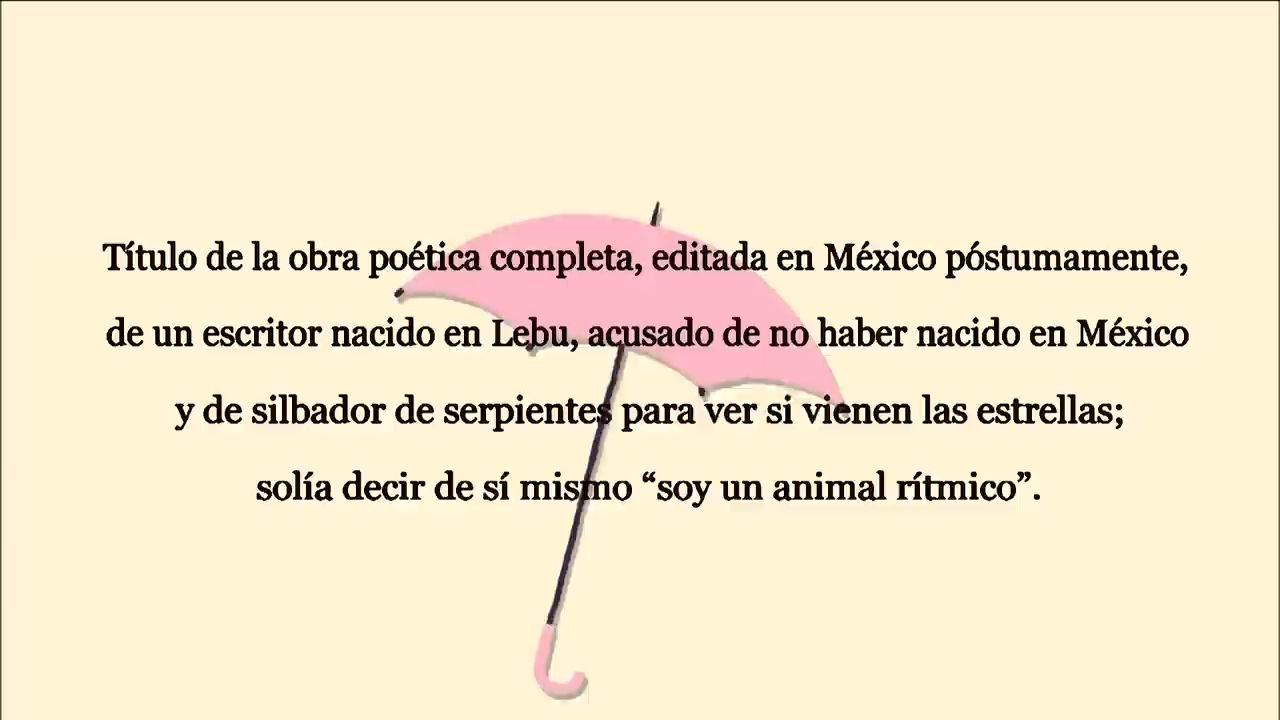 Título de la obra poética completa, editada en México póstumamente,
de un escritor nacido en Lebu, acusado de no haber nacido en México
y de silbador de serpientes para ver si vienen las estrellas;
solía decir de sí mismo “soy un animal rítmico”.